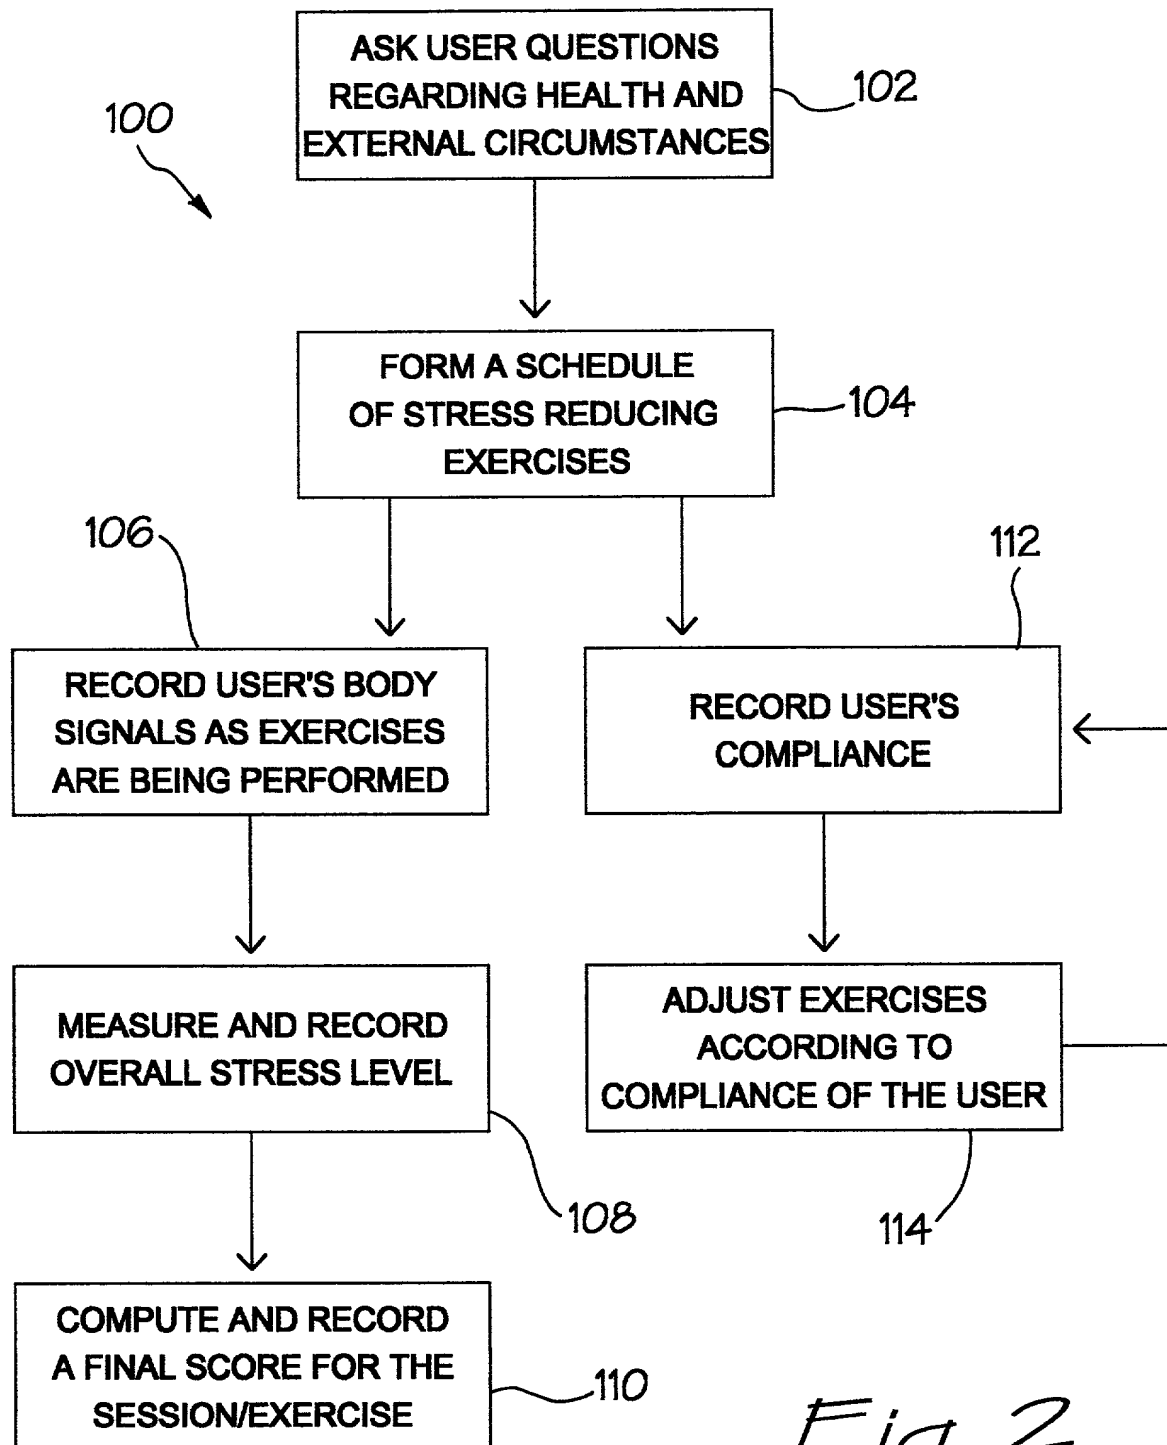 ASK USER QUESTIONS
REGARDING HEALTH AND
EXTERNAL CIRCUMSTANCES
102
100
FORM A SCHEDULE
OF STRESS REDUCING
EXERCISES
104
106
112
RECORD USER'S BODY
SIGNALS AS EXERCISES
ARE BEING PERFORMED
RECORD USER'S
COMPLIANCE
MEASURE AND RECORD
OVERALL STRESS LEVEL
108
ADJUST EXERCISES
ACCORDING TO
COMPLIANCE OF THE USER
114
COMPUTE AND RECORD
A FINAL SCORE FOR THE
SESSION/EXERCISE
110
Fig. 2